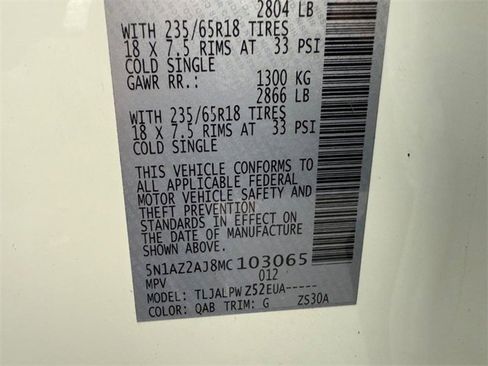 2804 LB
WITH 235/65R18 TIRES
18 X 7.5 RIMS AT 33 PSI
COLD SINGLE
GAWR RR.: 1300 KG
2866 LB
WITH 235/65R18 TIRES
18 X 7.5 RIMS AT 33 PSI
COLD SINGLE
THIS VEHICLE CONFORMS TO
ALL APPLICABLE FEDERAL
MOTOR VEHICLE SAFETY AND
THEFT PREVENTION
STANDARDS IN EFFECT ON
THE DATE OF MANUFACTURE
SHOWN ABOVE.
5N1AZ2AJ8MC103065
MPV 012
MODEL: TLJALPWZ52EUA-----
COLOR: QAB TRIM: G ZS30A